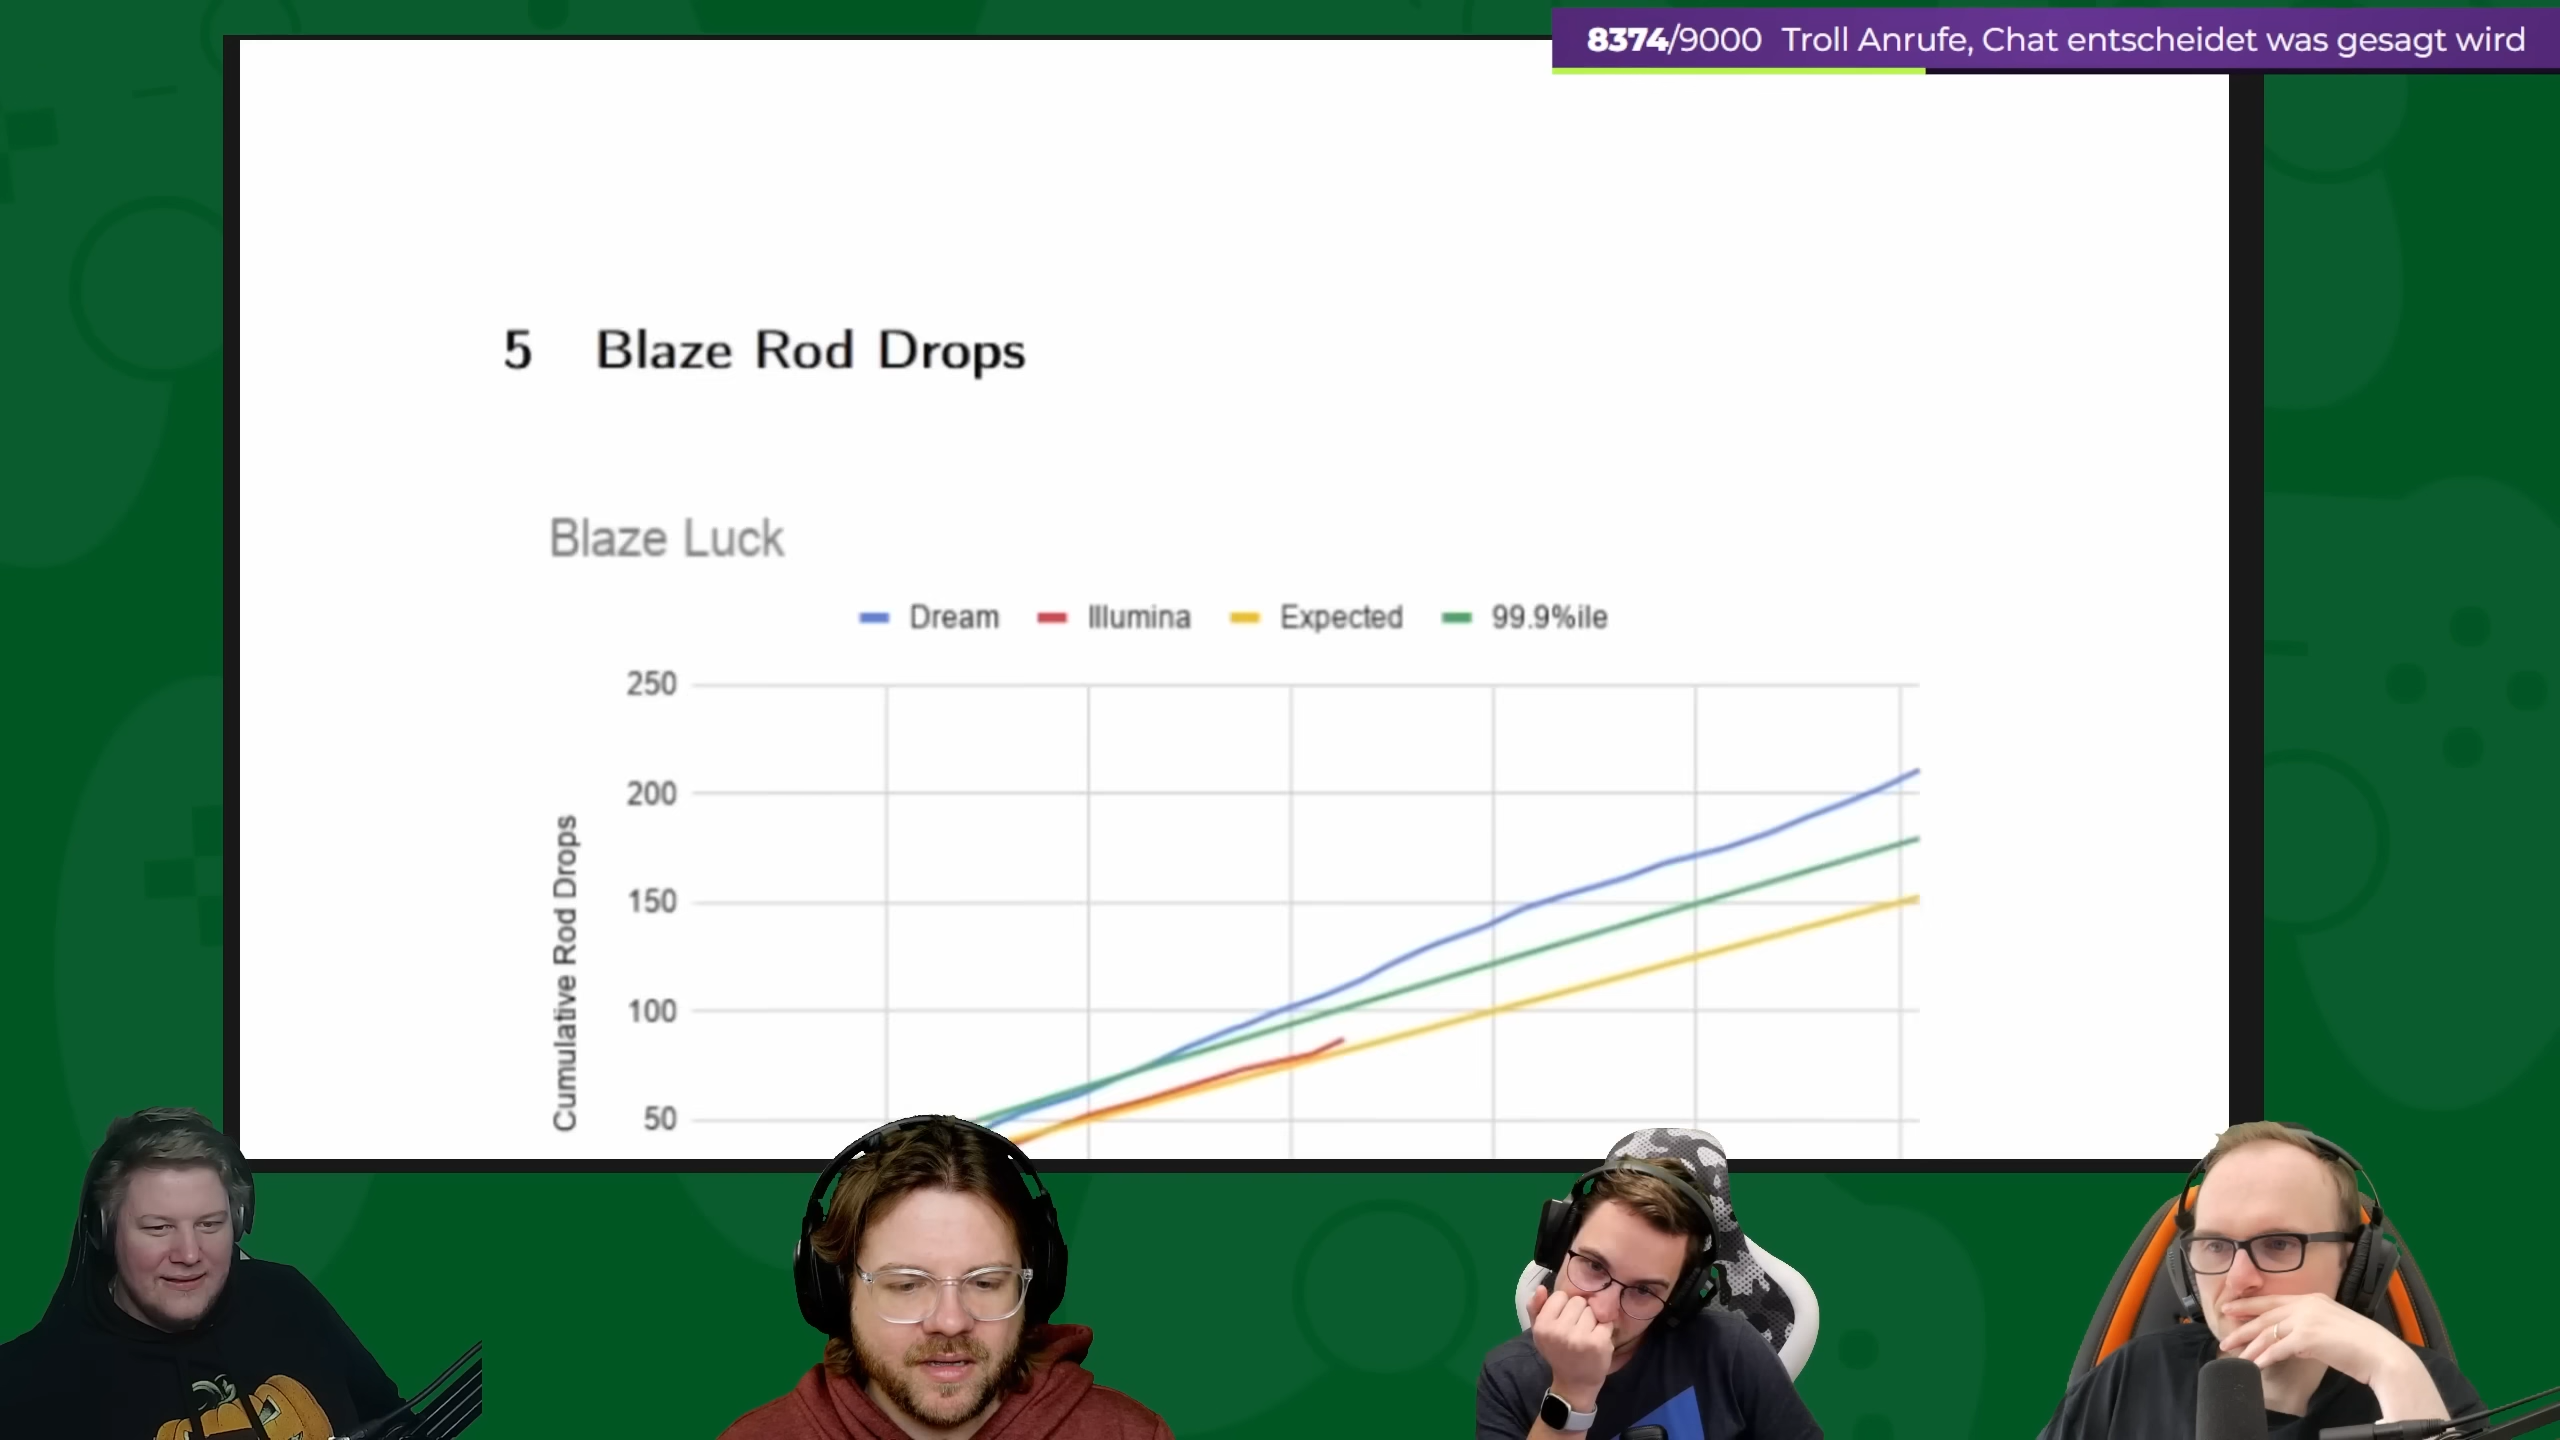 8374/9000 Troll Anrufe, Chat entscheidet was gesagt wird
5 Blaze Rod Drops
Blaze Luck
Dream Illumina Expected 99.9%ile
250
200
150
100
50
Cumulative Rod Drops